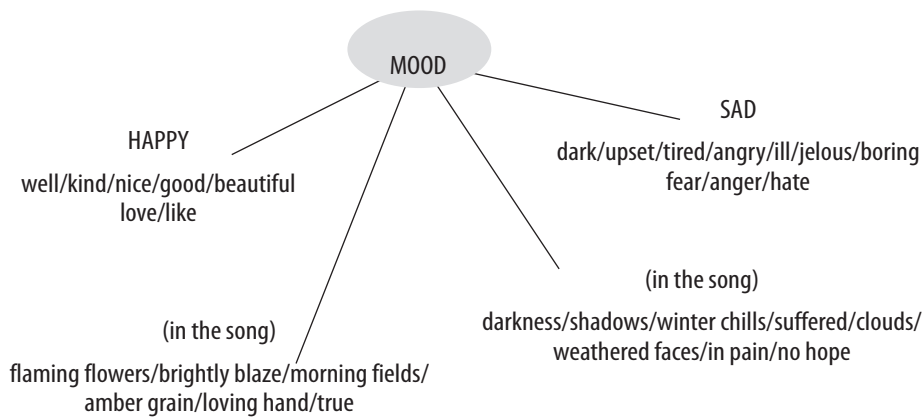 MOOD
HAPPY
well/kind/nice/good/beautiful
love/like
SAD
dark/upset/tired/angry/ill/jelous/boring
fear/anger/hate
(in the song)
flaming flowers/brightly blaze/morning fields/
amber grain/loving hand/true
(in the song)
darkness/shadows/winter chills/suffered/clouds/
weathered faces/in pain/no hope